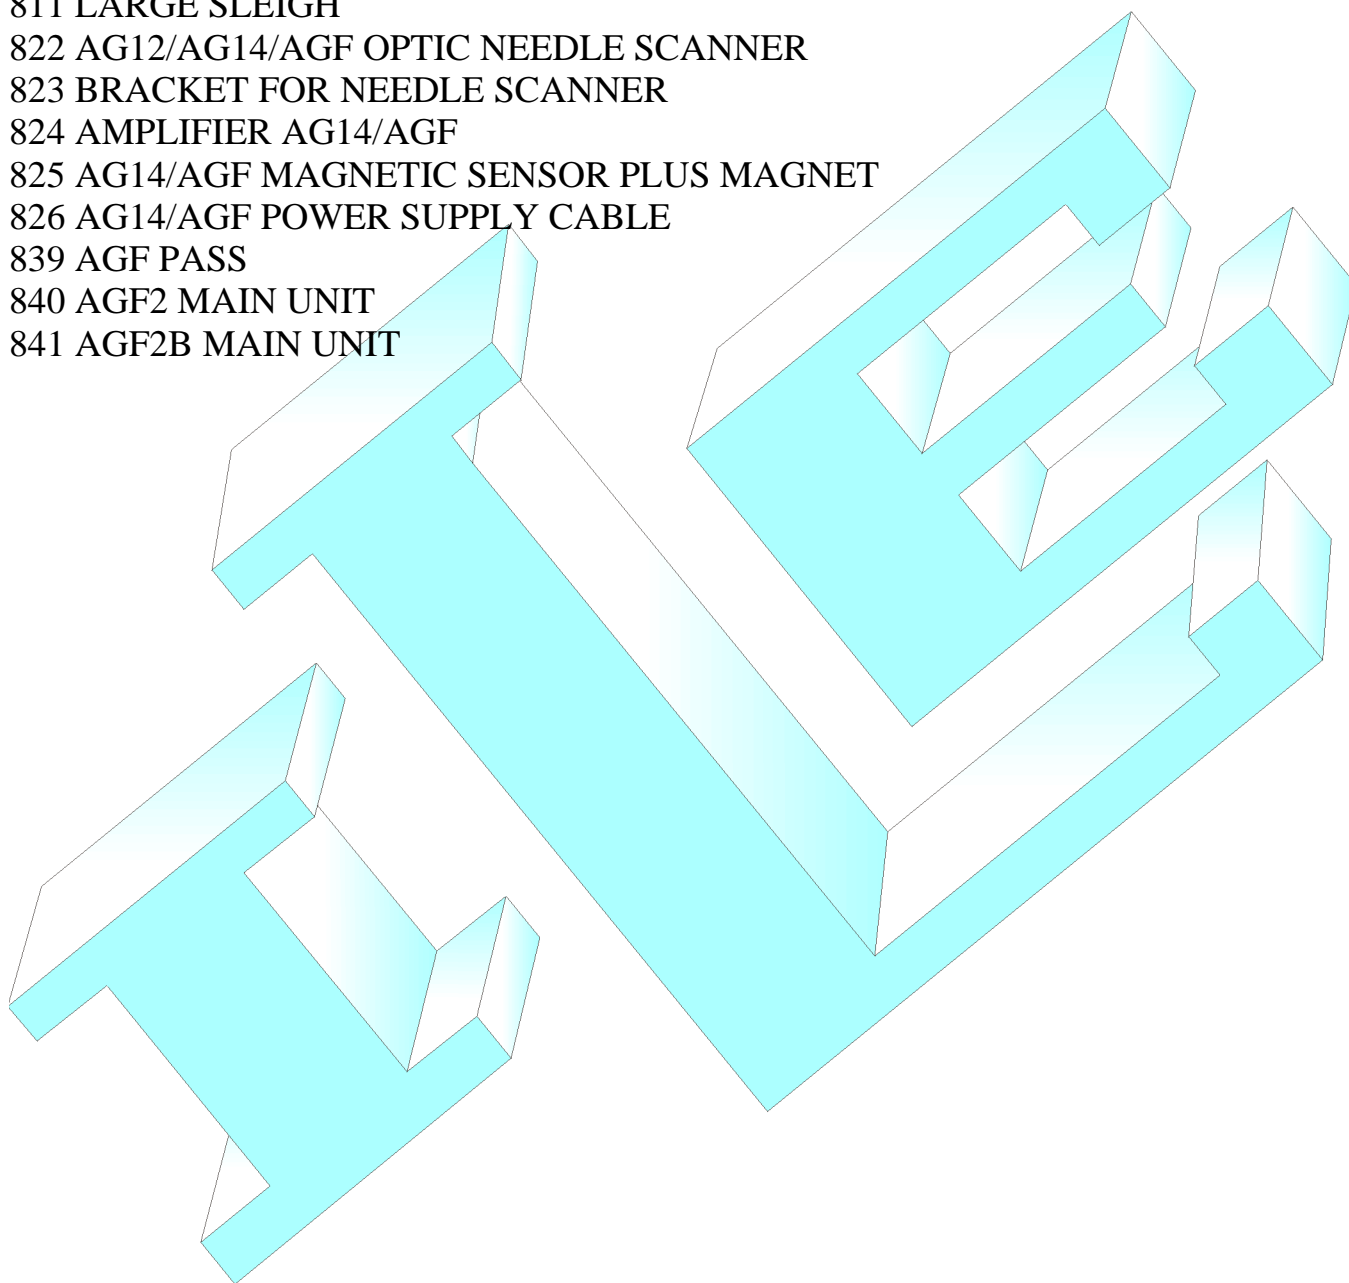 811 LARGE SLEIGH
822 AG12/AG14/AGF OPTIC NEEDLE SCANNER
823 BRACKET FOR NEEDLE SCANNER
824 AMPLIFIER AG14/AGF
825 AG14/AGF MAGNETIC SENSOR PLUS MAGNET
826 AG14/AGF POWER SUPPLY CABLE
839 AGF PASS
840 AGF2 MAIN UNIT
841 AGF2B MAIN UNIT
ILE